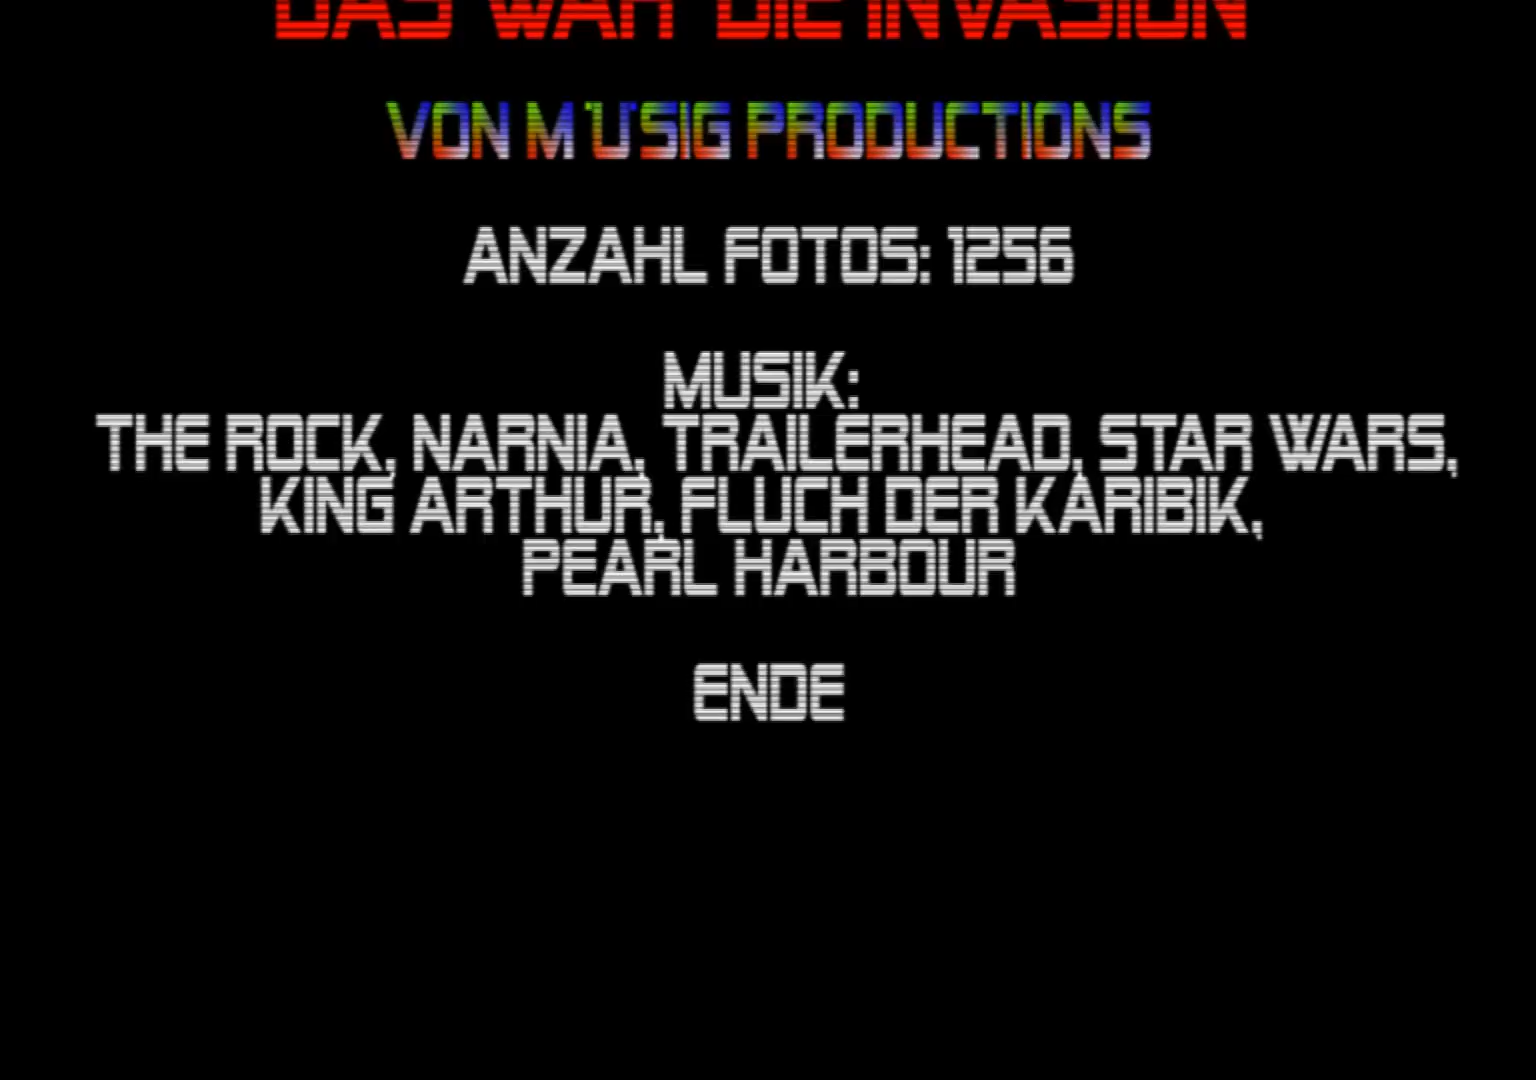 DAS WAR DIE INVASION
VON M'U'SIG PRODUCTIONS
ANZAHL FOTOS: 1256
MUSIK:
THE ROCK, NARNIA, TRAILERHEAD, STAR WARS,
KING ARTHUR, FLUCH DER KARIBIK,
PEARL HARBOUR
ENDE